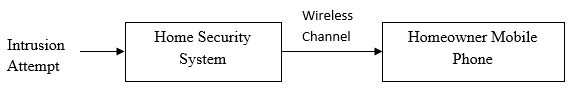 Intrusion
Attempt
Home Security
System
Wireless
Channel
Homeowner Mobile
Phone